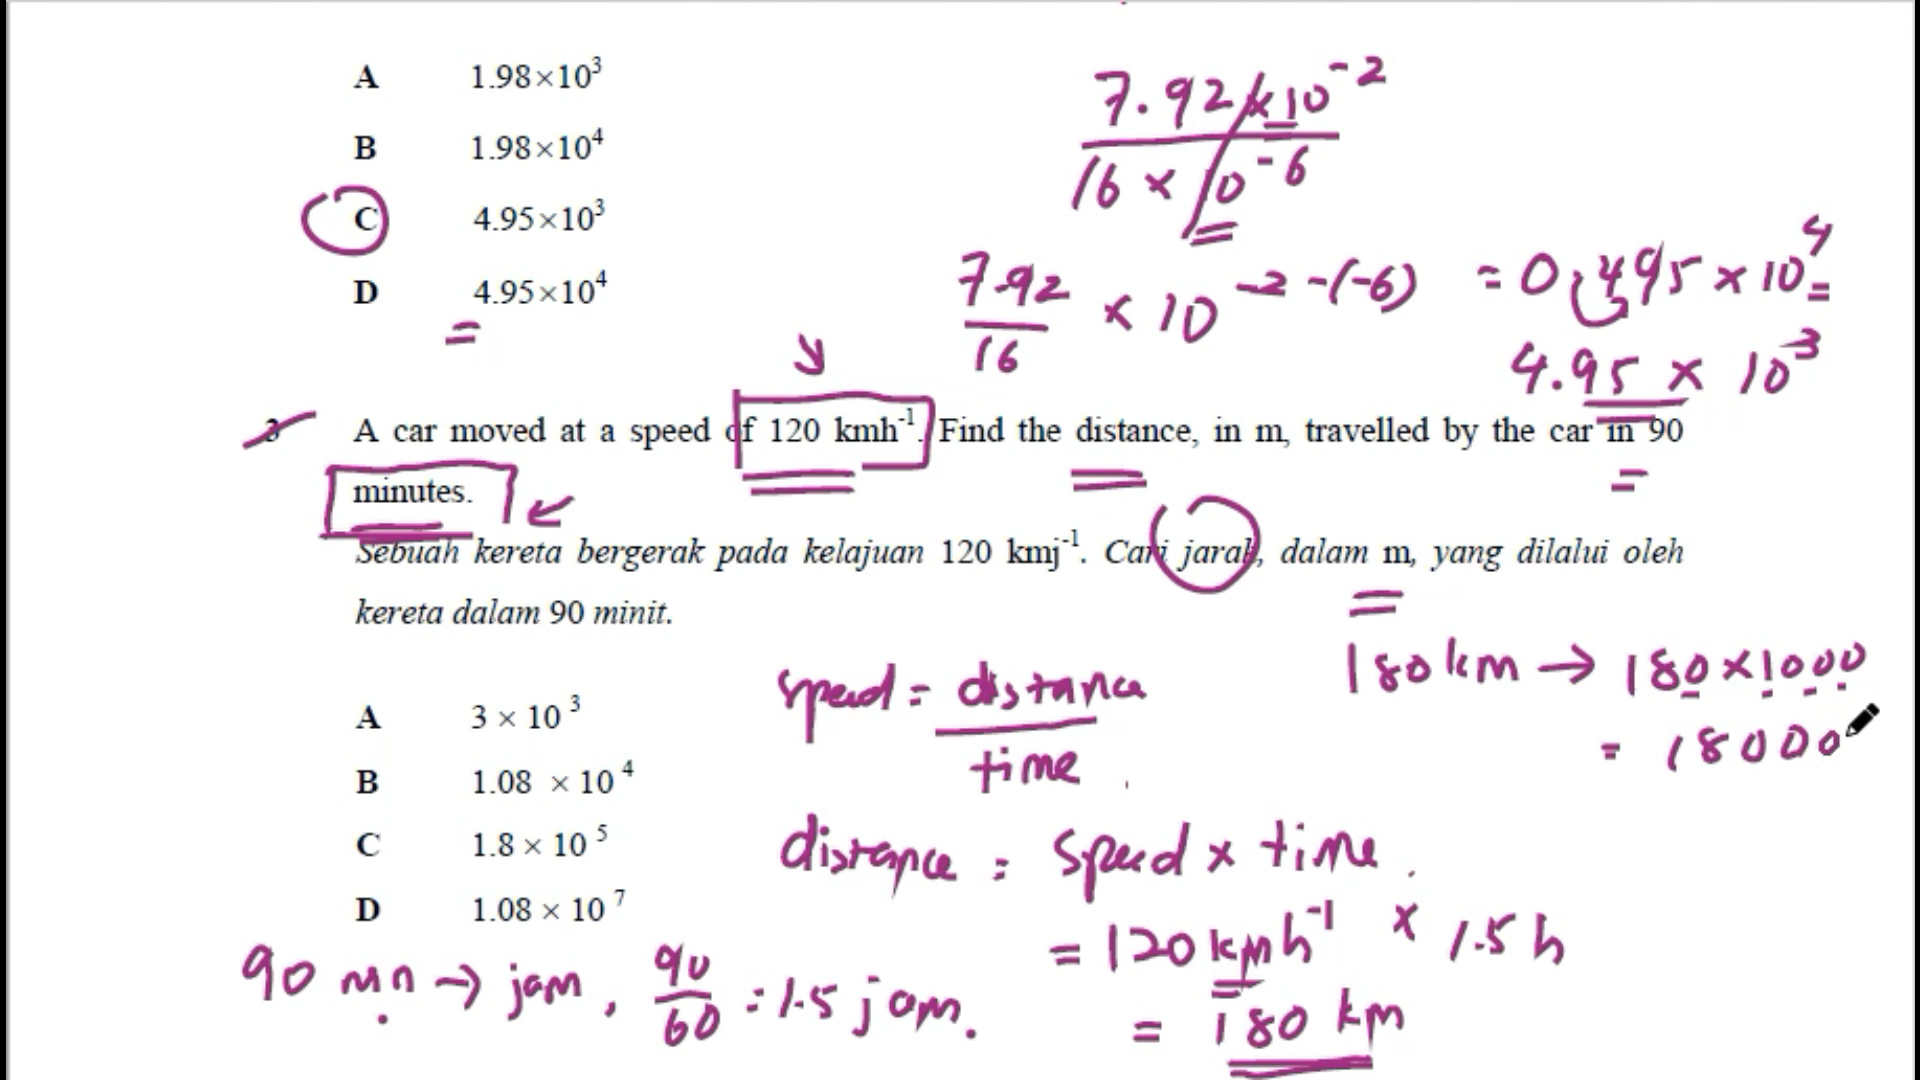 A 1.98×10³
B 1.98×10⁴
C 4.95×10³
D 4.95×10⁴
=
7.92 × 10⁻²
16 × 10⁻⁶
7.92
16
× 10⁻²⁻⁽⁻⁶⁾ = 0.495 × 10⁴
4.95 × 10³
3 A car moved at a speed of 120 kmh⁻¹. Find the distance, in m, travelled by the car in 90
minutes.
Sebuah kereta bergerak pada kelajuan 120 kmj⁻¹. Cari jarak, dalam m, yang dilalui oleh
kereta dalam 90 minit.
A 3 × 10³
B 1.08 × 10⁴
C 1.8 × 10⁵
D 1.08 × 10⁷
180 km → 180 × 1000
= 18000
speed = distance
time
distance = speed × time.
= 120 kmh⁻¹ × 1.5 h
= 180 km
90 → jam, 90/60 = 1.5 jam.